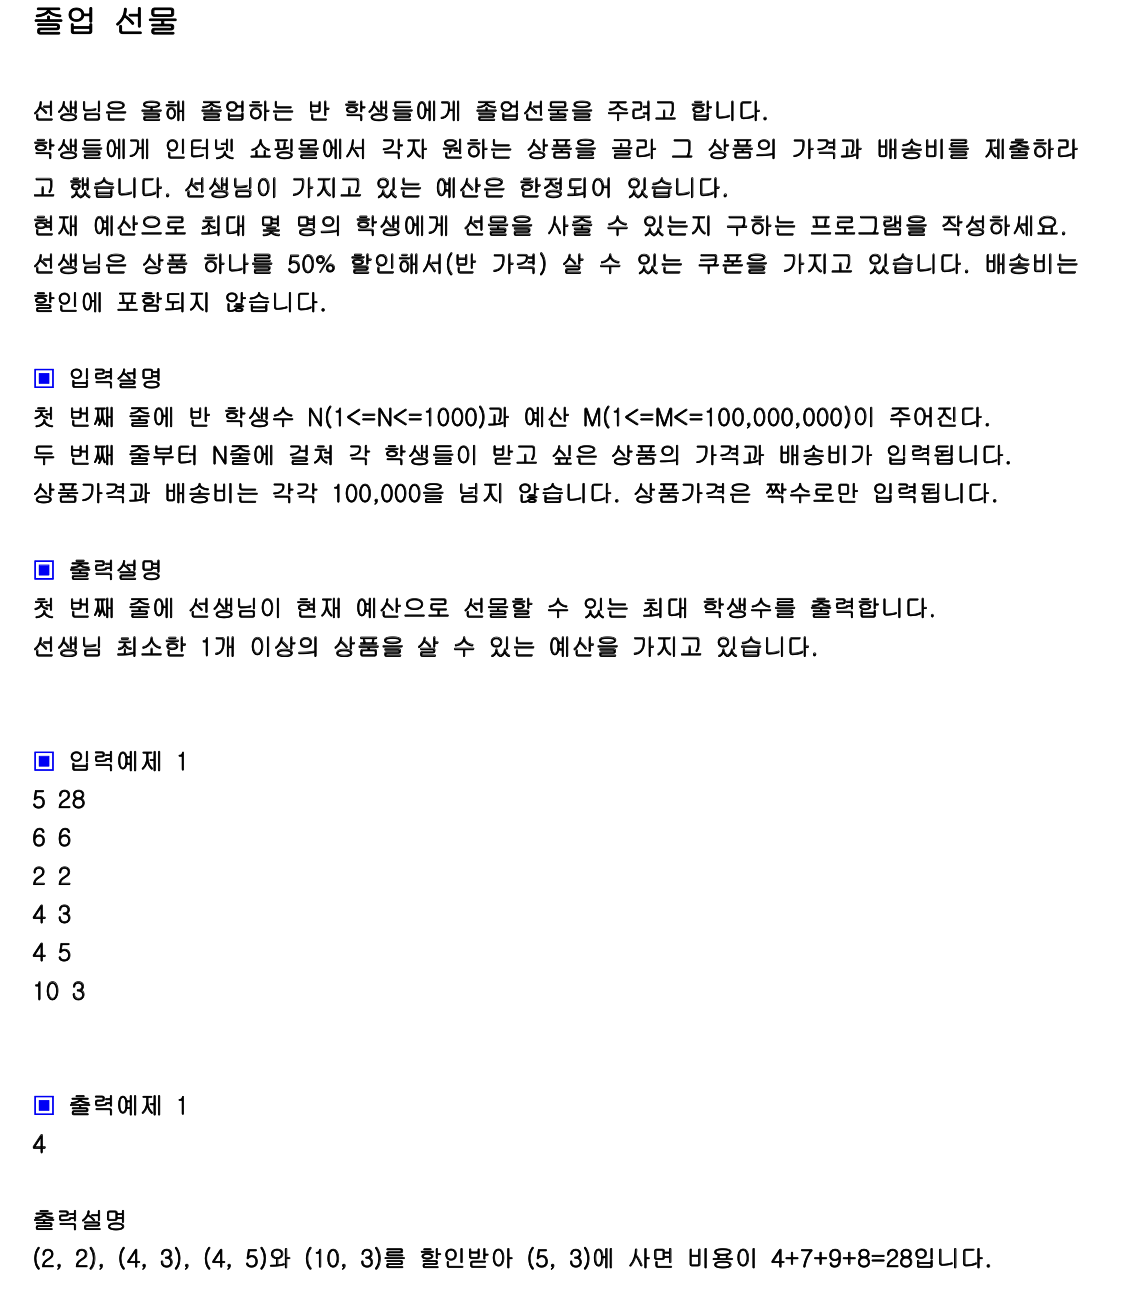 졸업 선물
선생님은 올해 졸업하는 반 학생들에게 졸업선물을 주려고 합니다.
학생들에게 인터넷 쇼핑몰에서 각자 원하는 상품을 골라 그 상품의 가격과 배송비를 제출하라
고 했습니다. 선생님이 가지고 있는 예산은 한정되어 있습니다.
현재 예산으로 최대 몇 명의 학생에게 선물을 사줄 수 있는지 구하는 프로그램을 작성하세요.
선생님은 상품 하나를 50% 할인해서(반 가격) 살 수 있는 쿠폰을 가지고 있습니다. 배송비는
할인에 포함되지 않습니다.
▣ 입력설명
첫 번째 줄에 반 학생수 N(1<=N<=1000)과 예산 M(1<=M<=100,000,000)이 주어진다.
두 번째 줄부터 N줄에 걸쳐 각 학생들이 받고 싶은 상품의 가격과 배송비가 입력됩니다.
상품가격과 배송비는 각각 100,000을 넘지 않습니다. 상품가격은 짝수로만 입력됩니다.
▣ 출력설명
첫 번째 줄에 선생님이 현재 예산으로 선물할 수 있는 최대 학생수를 출력합니다.
선생님 최소한 1개 이상의 상품을 살 수 있는 예산을 가지고 있습니다.
▣ 입력예제 1
5 28
6 6
2 2
4 3
4 5
10 3
▣ 출력예제 1
4
출력설명
(2, 2), (4, 3), (4, 5)와 (10, 3)를 할인받아 (5, 3)에 사면 비용이 4+7+9+8=28입니다.